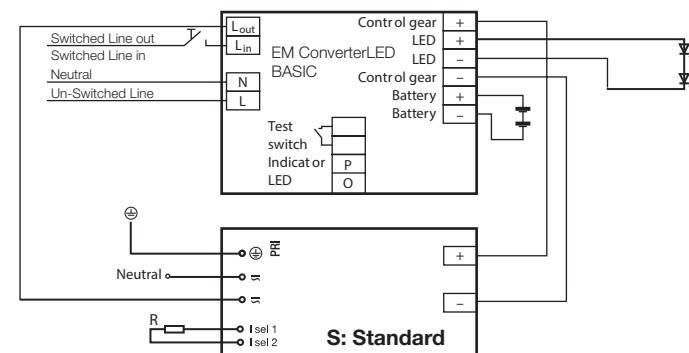 Switched Line out
Switched Line in
Neutral
Un-Switched Line
Lout
Lin
N
L
EM ConverterLED
BASIC
Control gear +
LED +
LED –
Control gear –
Battery +
Battery –
Test
switch
Indicator
LED
P
O
PRI
Neutral
+
–
R
I sel 1
I sel 2
S: Standard